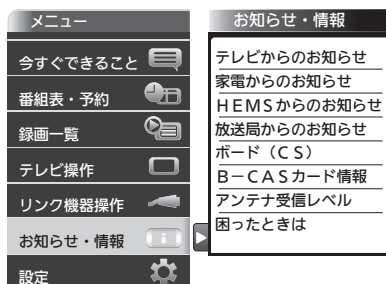 メニュー
今すぐできること
番組表・予約
録画一覧
テレビ操作
リンク機器操作
お知らせ・情報
設定
お知らせ・情報
テレビからのお知らせ
家電からのお知らせ
ＨＥＭＳからのお知らせ
放送局からのお知らせ
ボード（ＣＳ）
Ｂ－ＣＡＳカード情報
アンテナ受信レベル
困ったときは